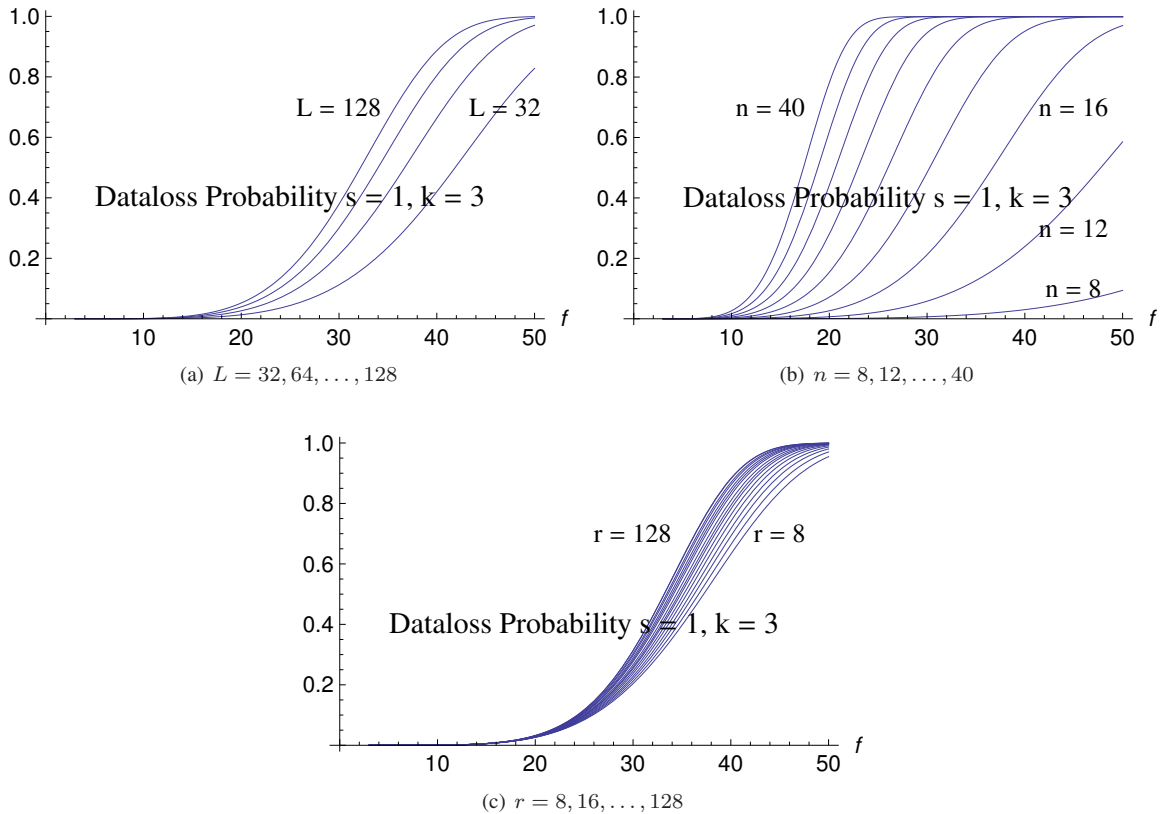 1.0
0.8
0.6
0.4
0.2
10 20 30 40 50
f
L = 128
L = 32
Dataloss Probability s = 1, k = 3
(a) L = 32, 64, . . . , 128
1.0
0.8
0.6
0.4
0.2
10 20 30 40 50
f
n = 40
n = 16
Dataloss Probability s = 1, k = 3
n = 12
n = 8
(b) n = 8, 12, . . . , 40
1.0
0.8
0.6
0.4
0.2
10 20 30 40 50
f
r = 128
r = 8
Dataloss Probability s = 1, k = 3
(c) r = 8, 16, . . . , 128